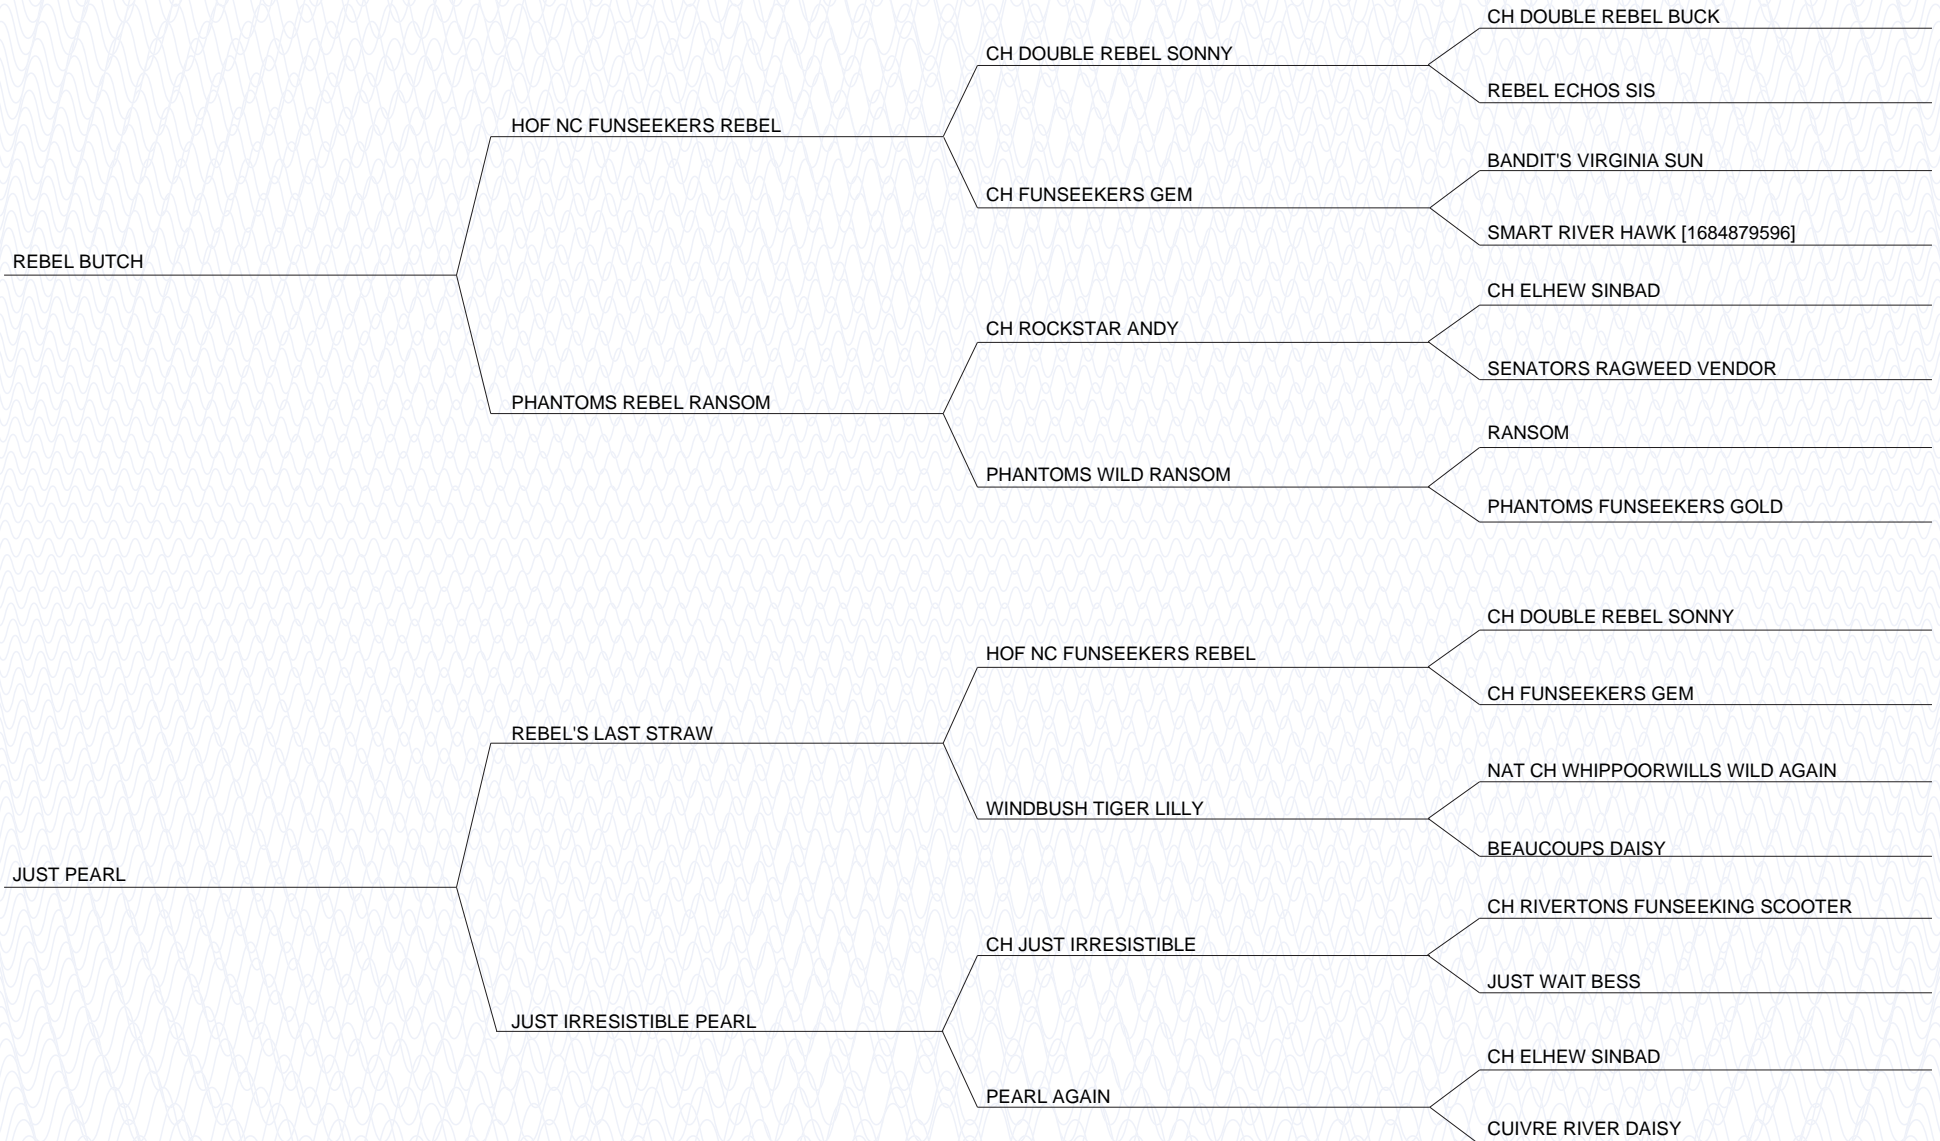 CH DOUBLE REBEL BUCK
CH DOUBLE REBEL SONNY
REBEL ECHOS SIS
HOF NC FUNSEEKERS REBEL
BANDIT'S VIRGINIA SUN
CH FUNSEEKERS GEM
SMART RIVER HAWK [1684879596]
REBEL BUTCH
CH ELHEW SINBAD
CH ROCKSTAR ANDY
SENATORS RAGWEED VENDOR
PHANTOMS REBEL RANSOM
RANSOM
PHANTOMS WILD RANSOM
PHANTOMS FUNSEEKERS GOLD
CH DOUBLE REBEL SONNY
HOF NC FUNSEEKERS REBEL
CH FUNSEEKERS GEM
REBEL'S LAST STRAW
NAT CH WHIPPOORWILLS WILD AGAIN
WINDBUSH TIGER LILLY
BEAUCOUPS DAISY
JUST PEARL
CH RIVERTONS FUNSEEKING SCOOTER
CH JUST IRRESISTIBLE
JUST WAIT BESS
JUST IRRESISTIBLE PEARL
CH ELHEW SINBAD
PEARL AGAIN
CUIVRE RIVER DAISY